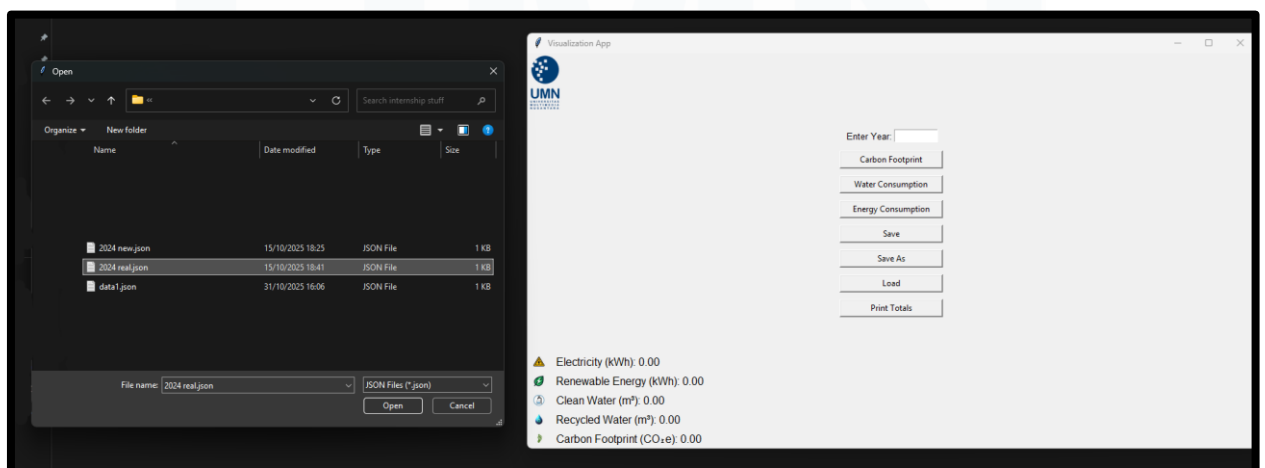 Open
«
Search internship stuff
Organize
New folder
Name
Date modified
Type
Size
2024 new.json 15/10/2025 18:25 JSON File 1 KB
2024 real.json 15/10/2025 18:41 JSON File 1 KB
data1.json 31/10/2025 16:06 JSON File 1 KB
File name: 2024 real.json
JSON Files (*.json)
Open
Cancel
Visualization App
UMN
UNIVERSITAS
MULTIMEDIA
NUSANTARA
Enter Year:
Carbon Footprint
Water Consumption
Energy Consumption
Save
Save As
Load
Print Totals
Electricity (kWh): 0.00
Renewable Energy (kWh): 0.00
Clean Water (m³): 0.00
Recycled Water (m³): 0.00
Carbon Footprint (CO₂e): 0.00